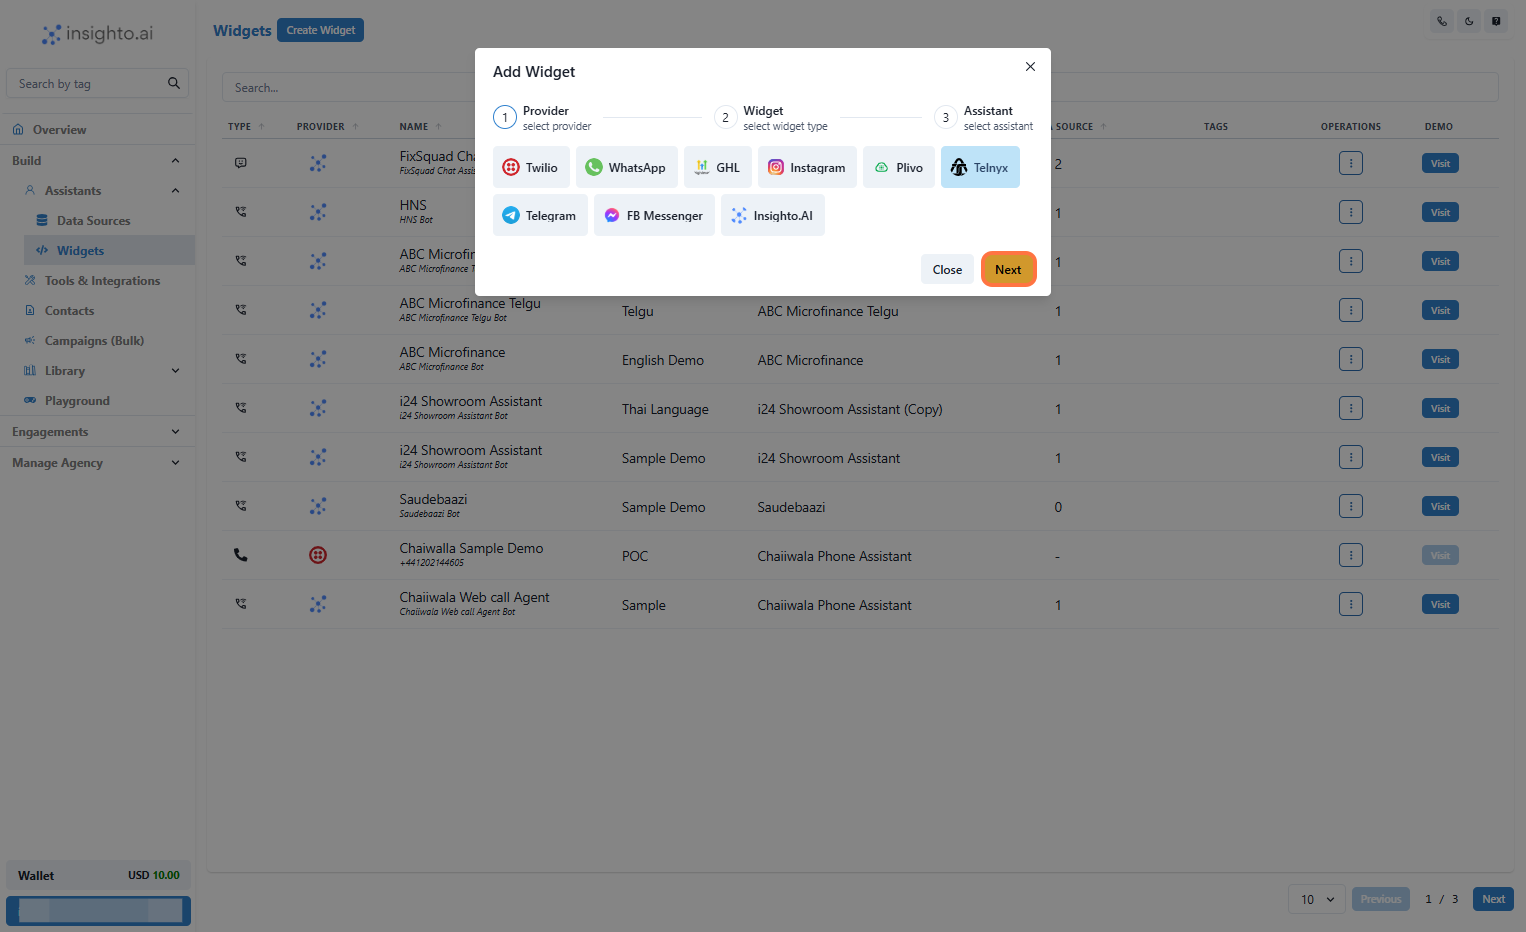 insighto.ai
Search by tag
Overview
Build
Assistants
Data Sources
Widgets
Tools & Integrations
Contacts
Campaigns (Bulk)
Library
Playground
Engagements
Manage Agency
Wallet USD 10.00
Widgets Create Widget
Search...
TYPE PROVIDER NAME SOURCE TAGS OPERATIONS DEMO
Add Widget
1 Provider
select provider
2 Widget
select widget type
3 Assistant
select assistant
Twilio WhatsApp GHL Instagram Plivo Telnyx
Telegram FB Messenger Insighto.AI
Close Next
FixSquad Cha 2 Visit
FixSquad Chat Assis
HNS 1 Visit
HNS Bot
ABC Microfin 1 Visit
ABC Microfinance T
ABC Microfinance Telgu Telgu ABC Microfinance Telgu 1 Visit
ABC Microfinance Telgu Bot
ABC Microfinance English Demo ABC Microfinance 1 Visit
ABC Microfinance Bot
i24 Showroom Assistant Thai Language i24 Showroom Assistant (Copy) 1 Visit
i24 Showroom Assistant Bot
i24 Showroom Assistant Sample Demo i24 Showroom Assistant 1 Visit
i24 Showroom Assistant Bot
Saudebaazi Sample Demo Saudebaazi 0 Visit
Saudebaazi Bot
Chaiwalla Sample Demo POC Chaiiwala Phone Assistant - Visit
+441202144605
Chaiiwala Web call Agent Sample Chaiiwala Phone Assistant 1 Visit
Chaiiwala Web call Agent Bot
10 Previous 1 / 3 Next